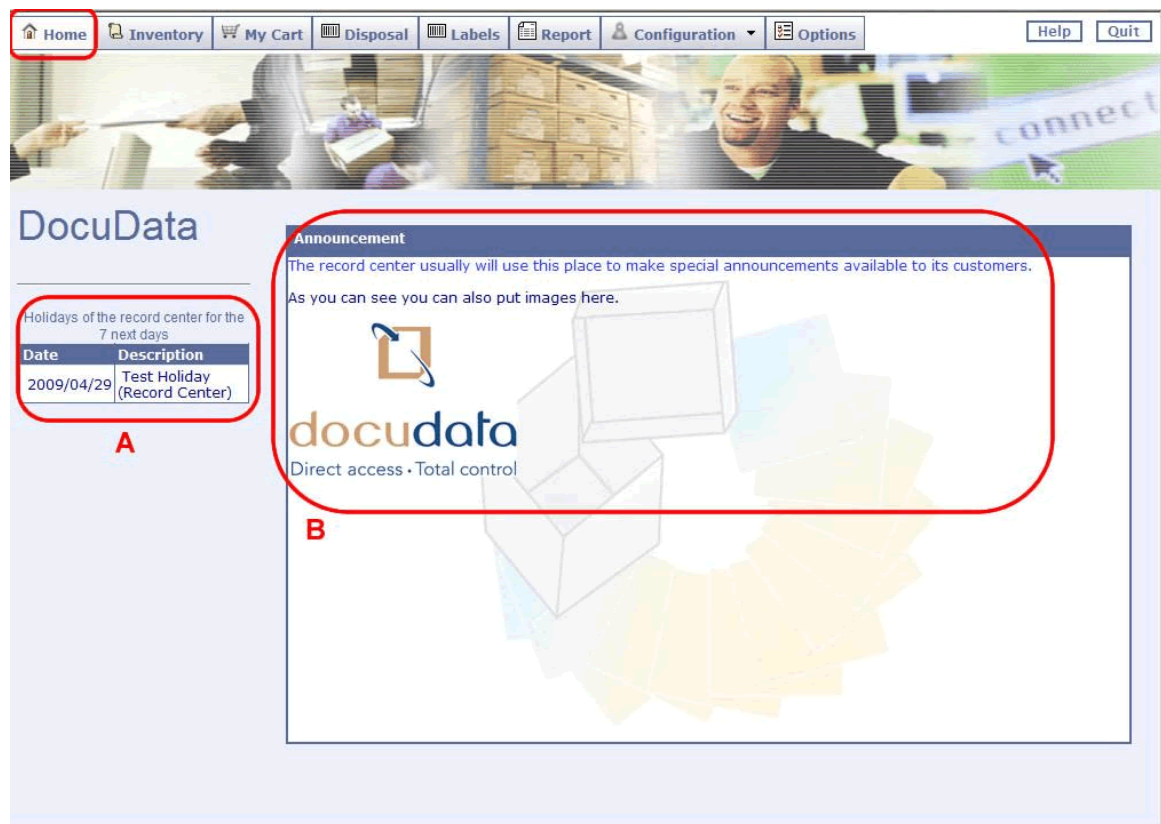 Home Inventory My Cart Disposal Labels Report Configuration Options Help Quit
connect
DocuData
Holidays of the record center for the
7 next days
Date Description
2009/04/29 Test Holiday
(Record Center)
A
Announcement
The record center usually will use this place to make special announcements available to its customers.
As you can see you can also put images here.
docudata
Direct access • Total control
B